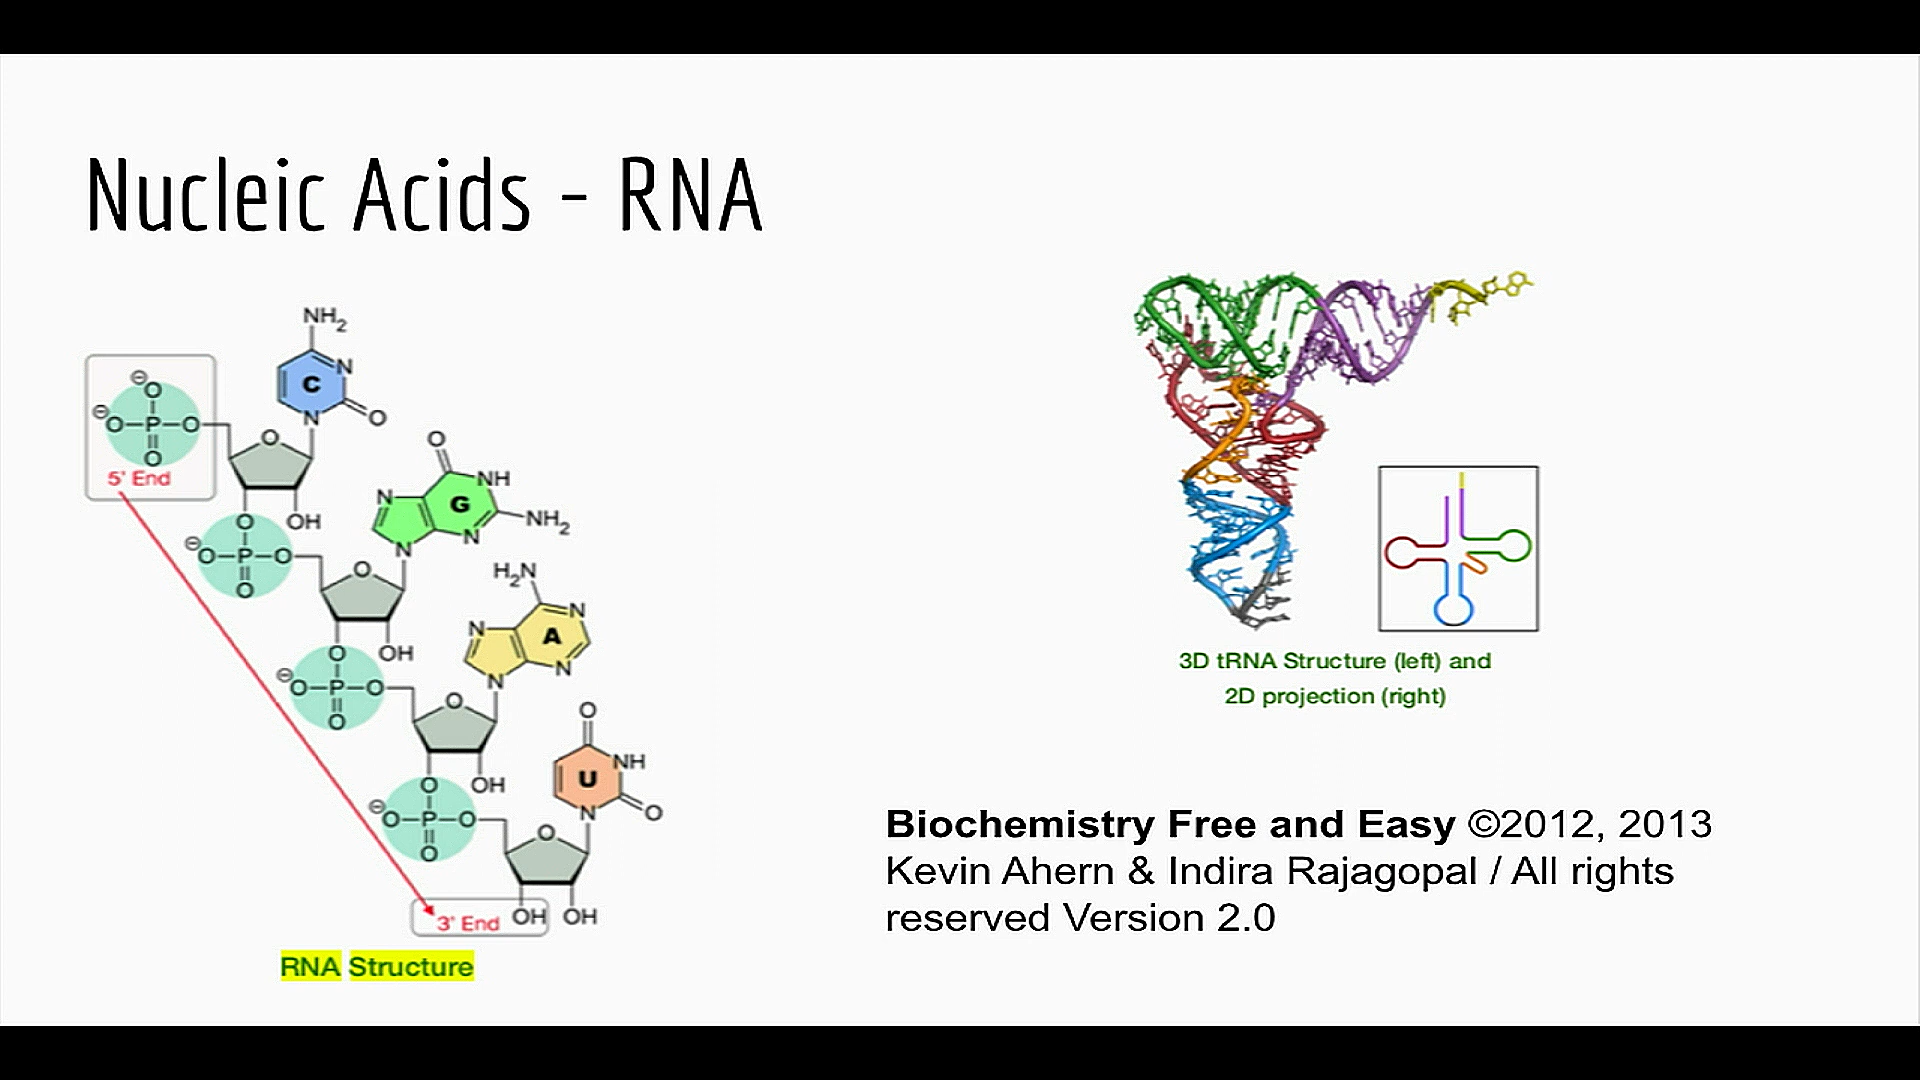 Nucleic Acids - RNA
NH2
N
C
N
O
⊖
O
⊖
O-P-O
O
5' End
O
O
OH
O
NH
N
G
NH2
N
N
⊖
O-P-O
O
O
O
OH
H2N
N
N
A
N
N
⊖
O-P-O
O
O
O
OH
O
NH
U
N
O
⊖
O-P-O
O
O
3' End
OH
OH
RNA Structure
3D tRNA Structure (left) and
2D projection (right)
Biochemistry Free and Easy ©2012, 2013
Kevin Ahern & Indira Rajagopal / All rights
reserved Version 2.0